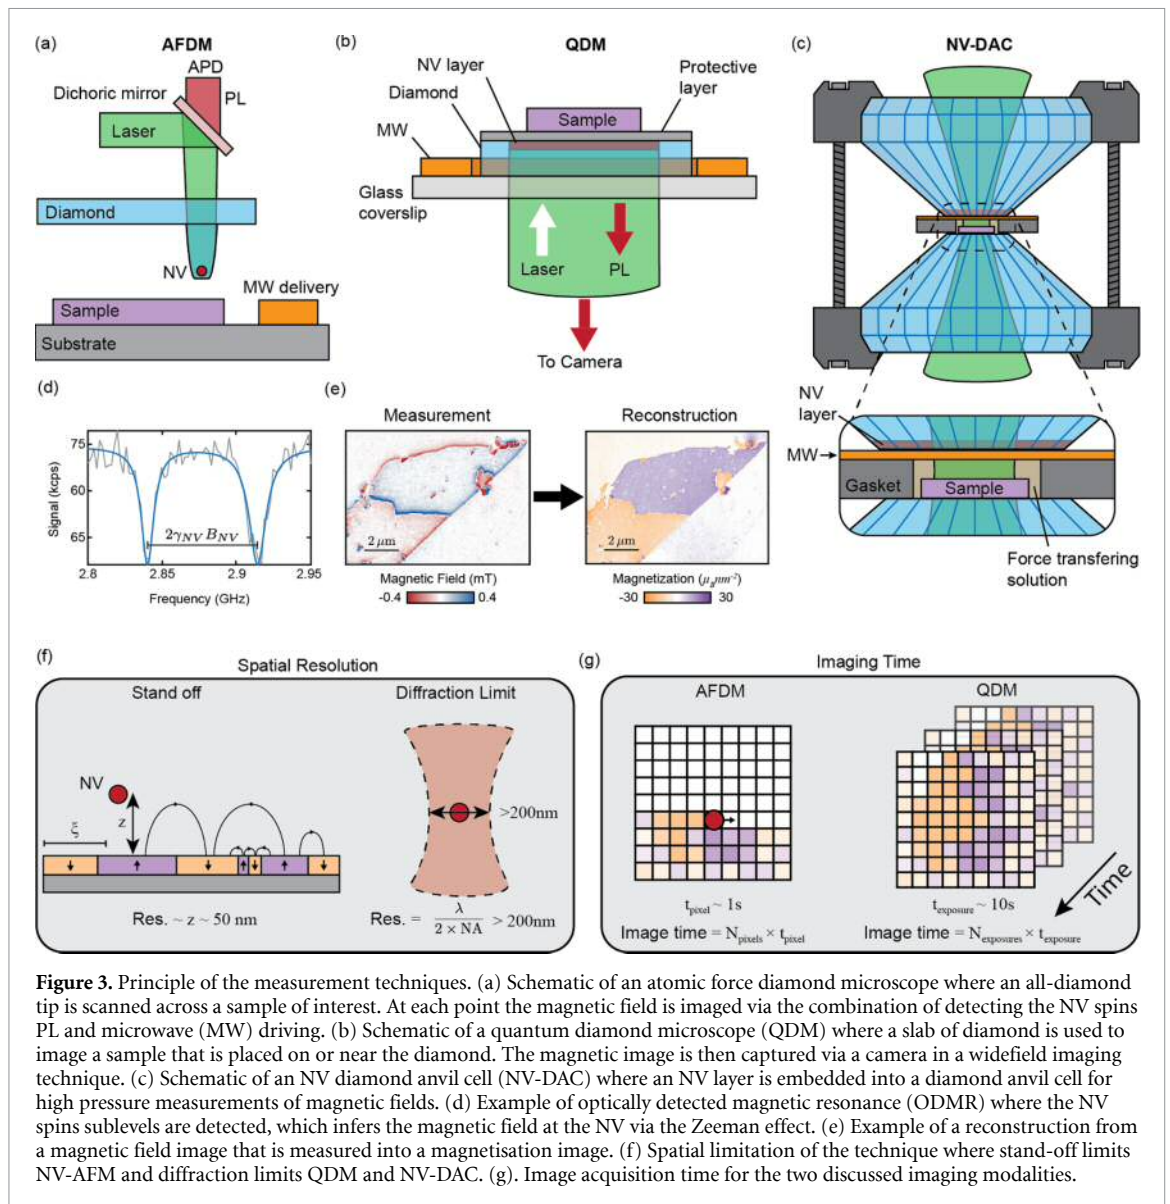 (a)
AFDM
APD
Dichoric mirror
PL
Laser
Diamond
NV
MW delivery
Sample
Substrate
(b)
QDM
NV layer
Protective
layer
Diamond
Sample
MW
Glass
coverslip
Laser
PL
To Camera
(c)
NV-DAC
NV
layer
MW
Gasket
Sample
Force transfering
solution
(d)
Signal (kcps)
75
60
65
2γNV BNV
2.8
2.85
2.9
2.95
Frequency (GHz)
(e)
Measurement
Reconstruction
2 μm
2 μm
Magnetic Field (mT)
-0.4
0.4
Magnetization (μB nm⁻²)
-30
30
(f)
Spatial Resolution
Stand off
Diffraction Limit
NV
z
ξ
>200nm
Res. ~ z ~ 50 nm
Res. = λ / 2 × NA > 200nm
(g)
Imaging Time
AFDM
QDM
Time
tpixel ~ 1s
Image time = Npixels × tpixel
texposure ~ 10s
Image time = Nexposures × texposure
Figure 3. Principle of the measurement techniques. (a) Schematic of an atomic force diamond microscope where an all-diamond
tip is scanned across a sample of interest. At each point the magnetic field is imaged via the combination of detecting the NV spins
PL and microwave (MW) driving. (b) Schematic of a quantum diamond microscope (QDM) where a slab of diamond is used to
image a sample that is placed on or near the diamond. The magnetic image is then captured via a camera in a widefield imaging
technique. (c) Schematic of an NV diamond anvil cell (NV-DAC) where an NV layer is embedded into a diamond anvil cell for
high pressure measurements of magnetic fields. (d) Example of optically detected magnetic resonance (ODMR) where the NV
spins sublevels are detected, which infers the magnetic field at the NV via the Zeeman effect. (e) Example of a reconstruction from
a magnetic field image that is measured into a magnetisation image. (f) Spatial limitation of the technique where stand-off limits
NV-AFM and diffraction limits QDM and NV-DAC. (g). Image acquisition time for the two discussed imaging modalities.